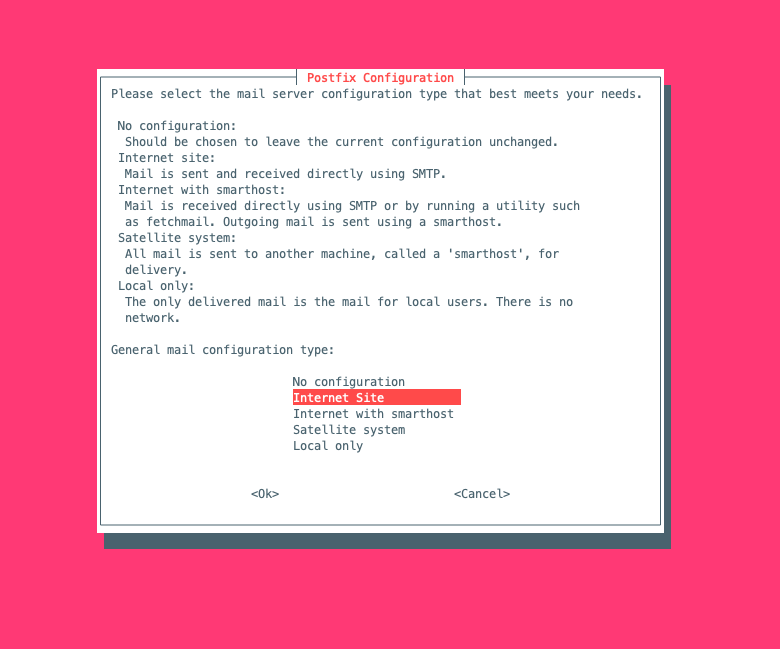 Postfix Configuration
Please select the mail server configuration type that best meets your needs.
No configuration:
Should be chosen to leave the current configuration unchanged.
Internet site:
Mail is sent and received directly using SMTP.
Internet with smarthost:
Mail is received directly using SMTP or by running a utility such
as fetchmail. Outgoing mail is sent using a smarthost.
Satellite system:
All mail is sent to another machine, called a 'smarthost', for
delivery.
Local only:
The only delivered mail is the mail for local users. There is no
network.
General mail configuration type:
No configuration
Internet Site
Internet with smarthost
Satellite system
Local only
<Ok> <Cancel>